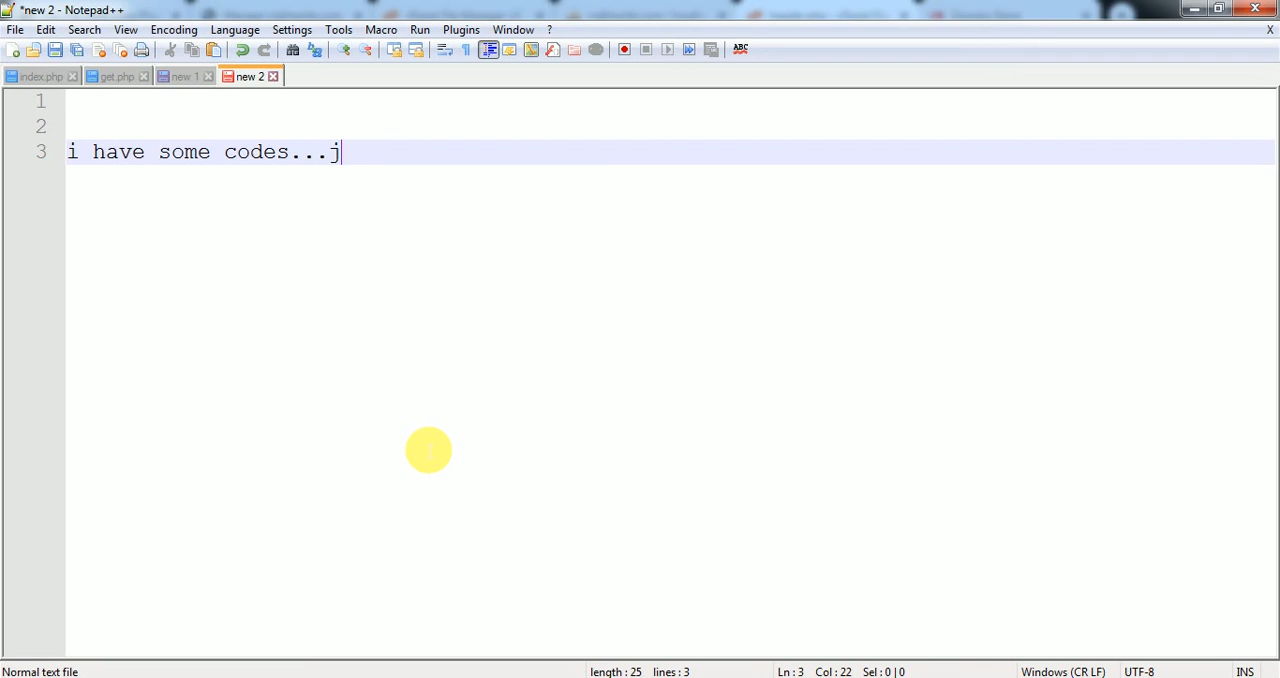 *new 2 - Notepad++
File Edit Search View Encoding Language Settings Tools Macro Run Plugins Window ? X
ABC
index.php get.php new 1 new 2
1
2
3 i have some codes...j
Normal text file length : 25 lines : 3 Ln : 3 Col : 22 Sel : 0 | 0 Windows (CR LF) UTF-8 INS